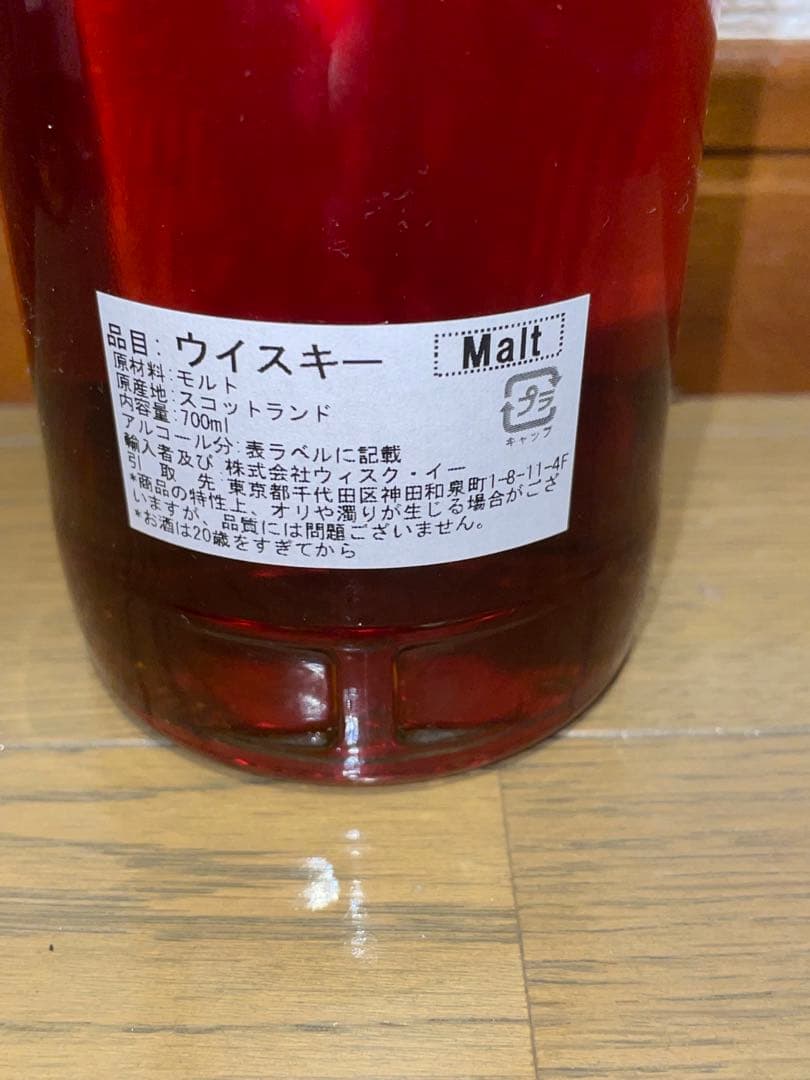 品目: ウイスキー
Malt
原材料:モルト
原産地:スコットランド
内容量:700ml
プラ
キャップ
アルコール分:表ラベルに記載
輸入者及び 株式会社ウィスク・イー
引 取 先:東京都千代田区神田和泉町1-8-11-4F
*商品の特性上、オリや濁りが生じる場合がござ
いますが、品質には問題ございません。
*お酒は20歳をすぎてから